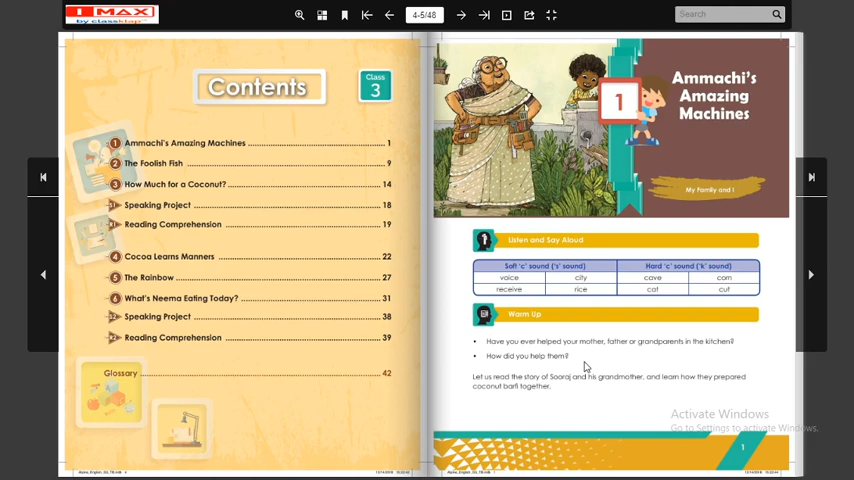 I MAX
by classklap
4-5/48
Search
Contents
Class
3
1 Ammachi's Amazing Machines 1
2 The Foolish Fish 9
3 How Much for a Coconut? 14
Speaking Project 18
Reading Comprehension 19
4 Cocoa Learns Manners 22
5 The Rainbow 27
6 What's Neema Eating Today? 31
Speaking Project 38
Reading Comprehension 39
Glossary 42
1
Ammachi's
Amazing
Machines
My Family and I
Listen and Say Aloud
Soft 'c' sound ('s' sound) Hard 'c' sound ('k' sound)
voice city cave corn
receive rice cat cut
Warm Up
• Have you ever helped your mother, father or grandparents in the kitchen?
• How did you help them?
Let us read the story of Sooraj and his grandmother, and learn how they prepared
coconut barfi together.
Activate Windows
Go to Settings to activate Windows.
1